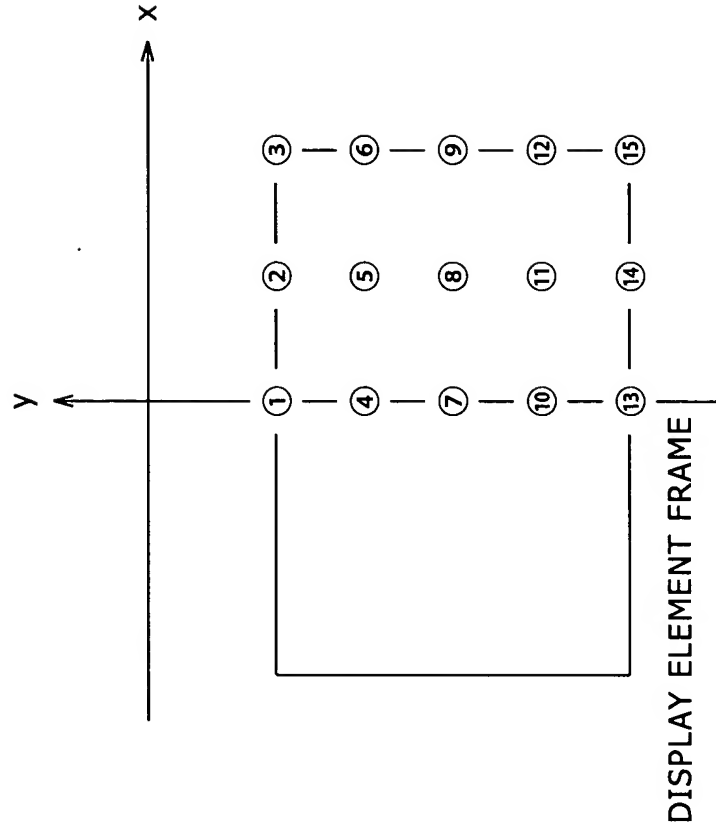 y
x
① ② ③
④ ⑤ ⑥
⑦ ⑧ ⑨
⑩ ⑪ ⑫
⑬ ⑭ ⑮
DISPLAY ELEMENT FRAME